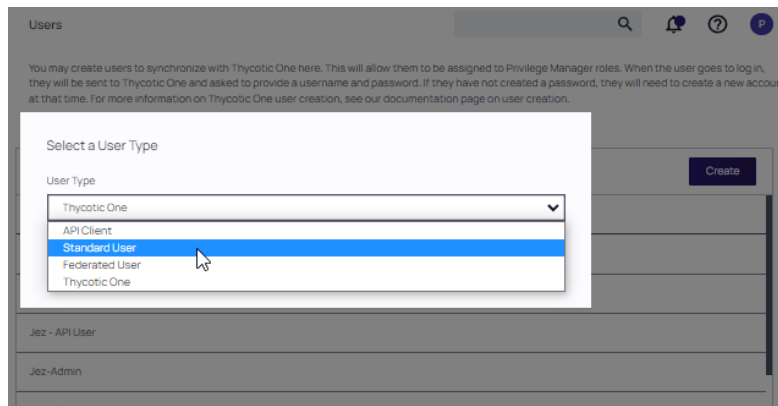 Users
P
You may create users to synchronize with Thycotic One here. This will allow them to be assigned to Privilege Manager roles. When the user goes to log in,
they will be sent to Thycotic One and asked to provide a username and password. If they have not created a password, they will need to create a new accou
at that time. For more information on Thycotic One user creation, see our documentation page on user creation.
Select a User Type
User Type
Create
Thycotic One
API Client
Standard User
Federated User
Thycotic One
Jez - API User
Jez-Admin